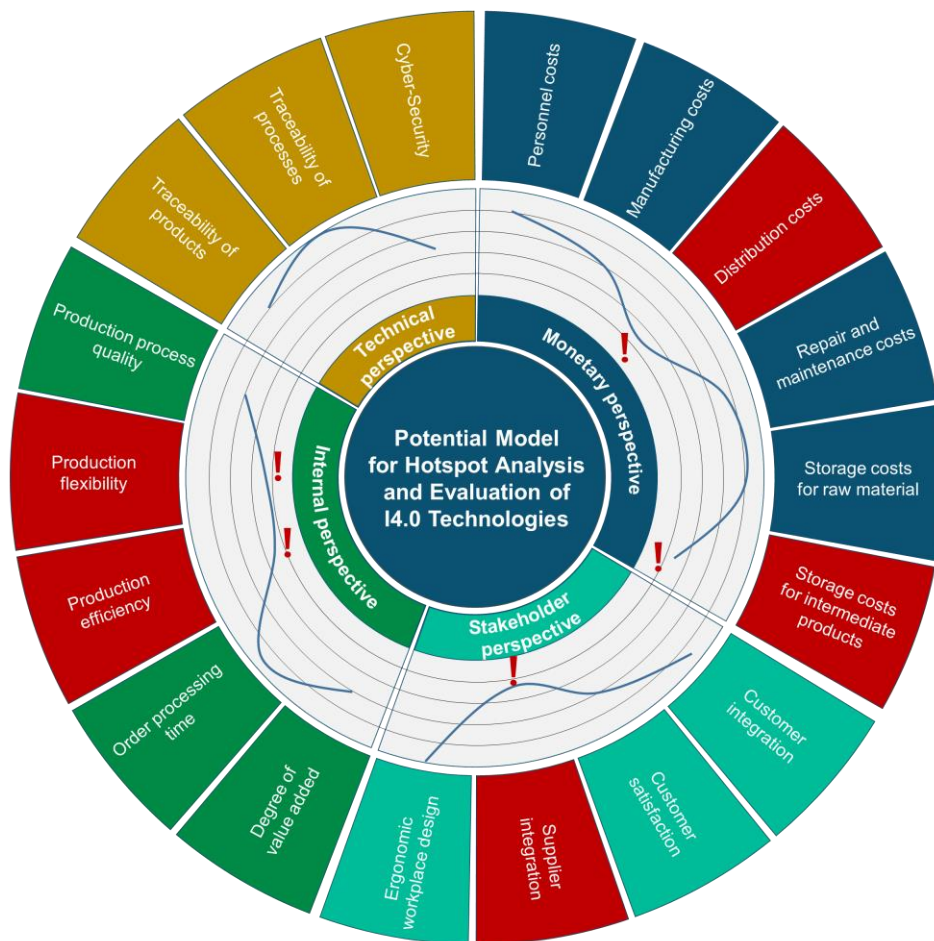 Potential Model
for Hotspot Analysis
and Evaluation of
I4.0 Technologies
Technical
perspective
Monetary perspective
Stakeholder
perspective
Internal perspective
Personnel costs
Manufacturing costs
Distribution costs
Repair and
maintenance costs
Storage costs
for raw material
Storage costs
for intermediate
products
Customer
integration
Customer
satisfaction
Supplier
integration
Ergonomic
workplace design
Degree of
value added
Order processing
time
Production
efficiency
Production
flexibility
Production process
quality
Traceability of
products
Traceability of
processes
Cyber-Security
!
!
!
!
!